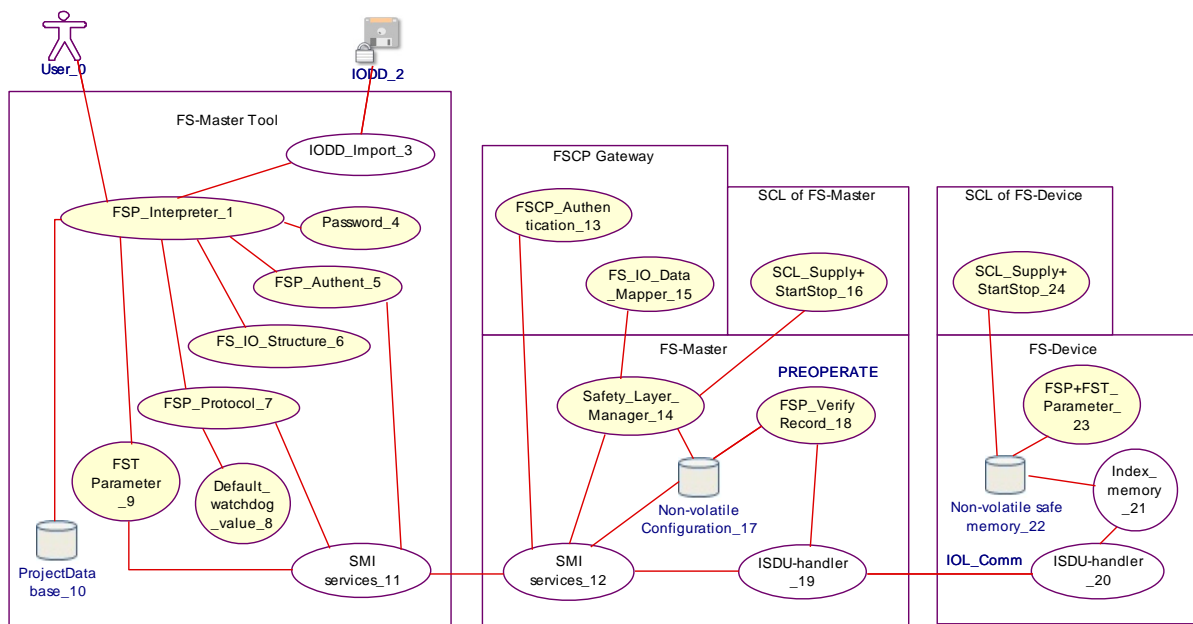 User_0
IODD_2
FS-Master Tool
IODD_Import_3
FSP_Interpreter_1
Password_4
FSP_Authent_5
FS_IO_Structure_6
FSP_Protocol_7
FST
Parameter
_9
Default_
watchdog
_value_8
ProjectData
base_10
SMI
services_11
FSCP Gateway
FSCP_Authen
tication_13
FS_IO_Data
_Mapper_15
SCL of FS-Master
SCL_Supply+
StartStop_16
FS-Master
PREOPERATE
Safety_Layer_
Manager_14
FSP_Verify
Record_18
Non-volatile
Configuration_17
SMI
services_12
ISDU-handler
_19
IOL_Comm
SCL of FS-Device
SCL_Supply+
StartStop_24
FS-Device
FSP+FST_
Parameter_
23
Index_
memory
_21
Non-volatile safe
memory_22
ISDU-handler
_20